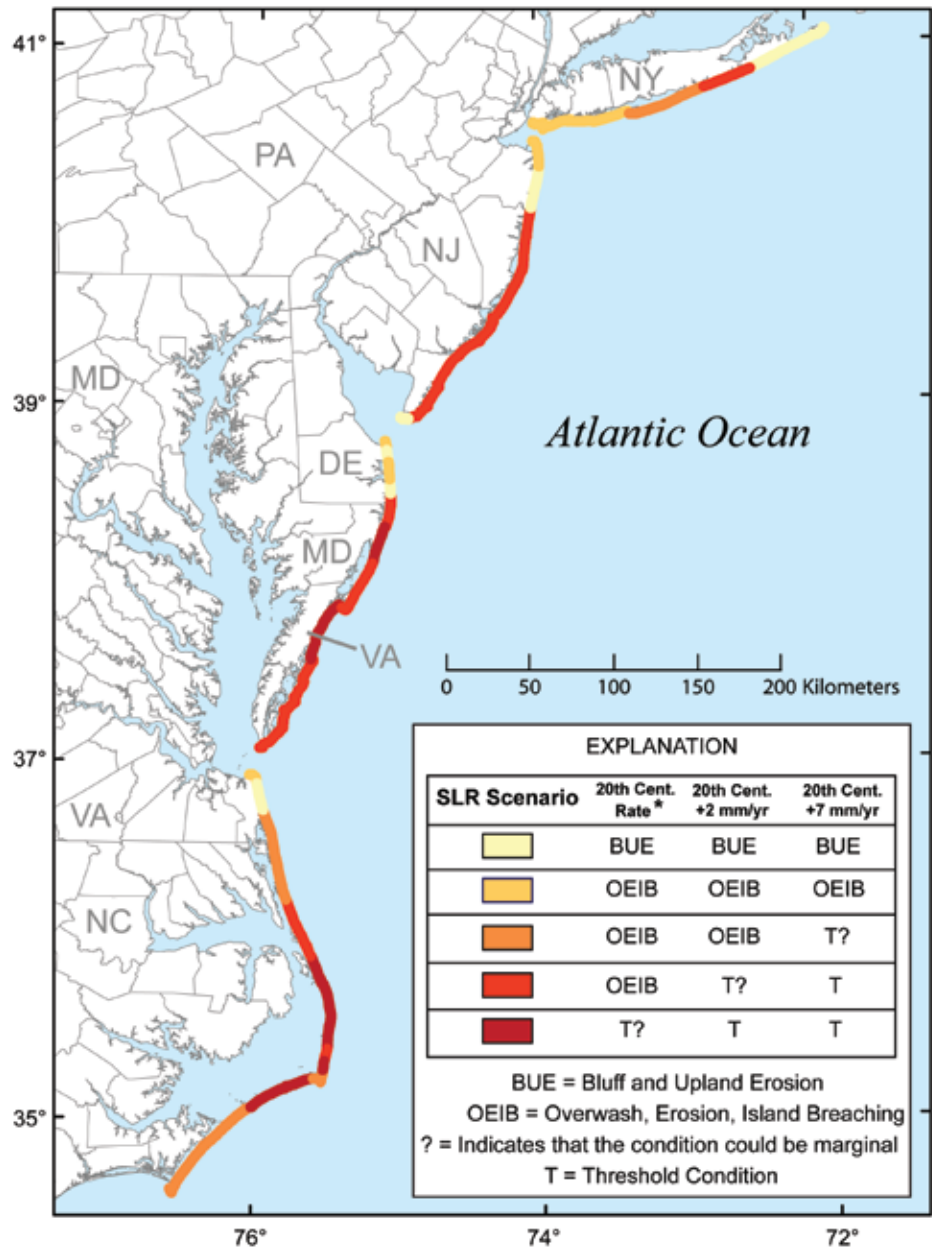 41°
NY
PA
NJ
MD
39°
Atlantic Ocean
DE
MD
VA
0 50 100 150 200 Kilometers
37°
VA
NC
35°
76° 74° 72°
EXPLANATION
SLR Scenario 20th Cent. Rate* 20th Cent. +2 mm/yr 20th Cent. +7 mm/yr
BUE BUE BUE
OEIB OEIB OEIB
OEIB OEIB T?
OEIB T? T
T? T T
BUE = Bluff and Upland Erosion
OEIB = Overwash, Erosion, Island Breaching
? = Indicates that the condition could be marginal
T = Threshold Condition